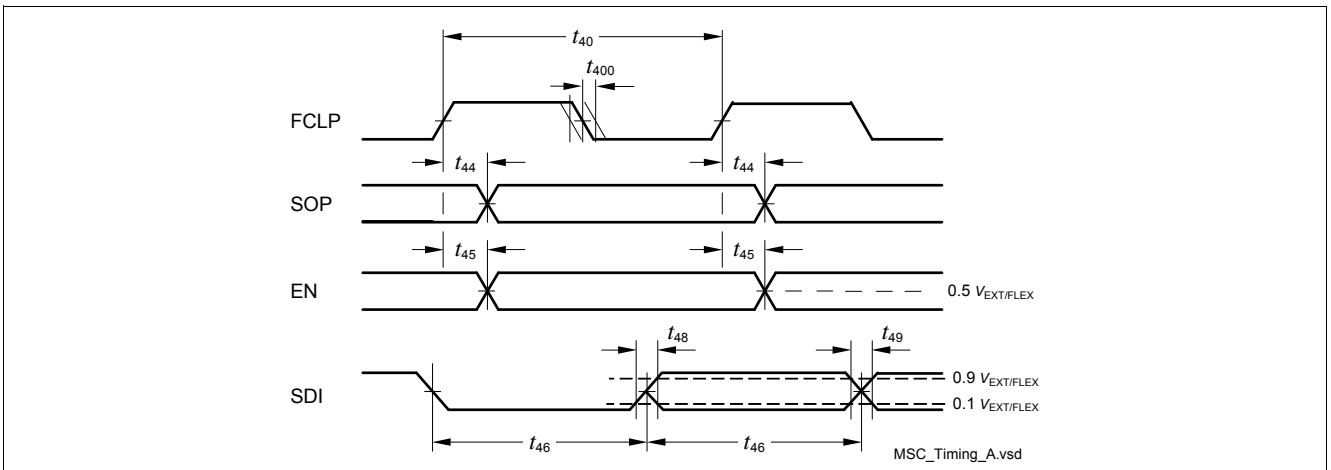 t40
t400
FCLP
t44 t44
SOP
t45 t45
EN
0.5 VEXT/FLEX
t48 t49
0.9 VEXT/FLEX
SDI
0.1 VEXT/FLEX
t46 t46
MSC_Timing_A.vsd